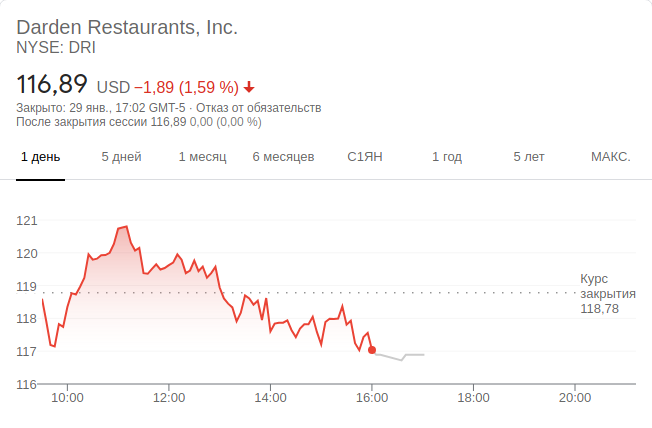 Darden Restaurants, Inc.
NYSE: DRI
116,89 USD −1,89 (1,59 %)
Закрыто: 29 янв., 17:02 GMT-5 · Отказ от обязательств
После закрытия сессии 116,89 0,00 (0,00 %)
1 день 5 дней 1 месяц 6 месяцев С1ЯН 1 год 5 лет МАКС.
121
120
119
118
117
116
Курс
закрытия
118,78
10:00 12:00 14:00 16:00 18:00 20:00